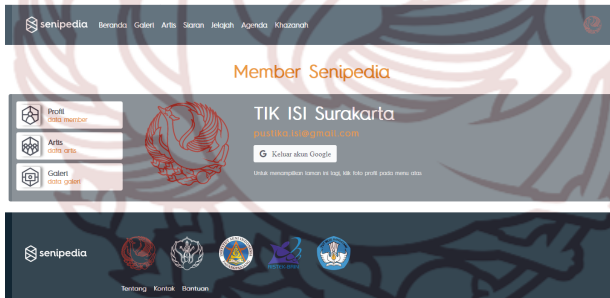 senipedia Beranda Galeri Artis Siaran Jelajah Agenda Khazanah
Member Senipedia
Profil
data member
Artis
data artis
Galeri
data galeri
TIK ISI Surakarta
pustika.isi@gmail.com
G Keluar akun Google
Untuk menampilkan laman ini lagi, klik foto profil pada menu atas
senipedia
Tentang Kontak Bantuan